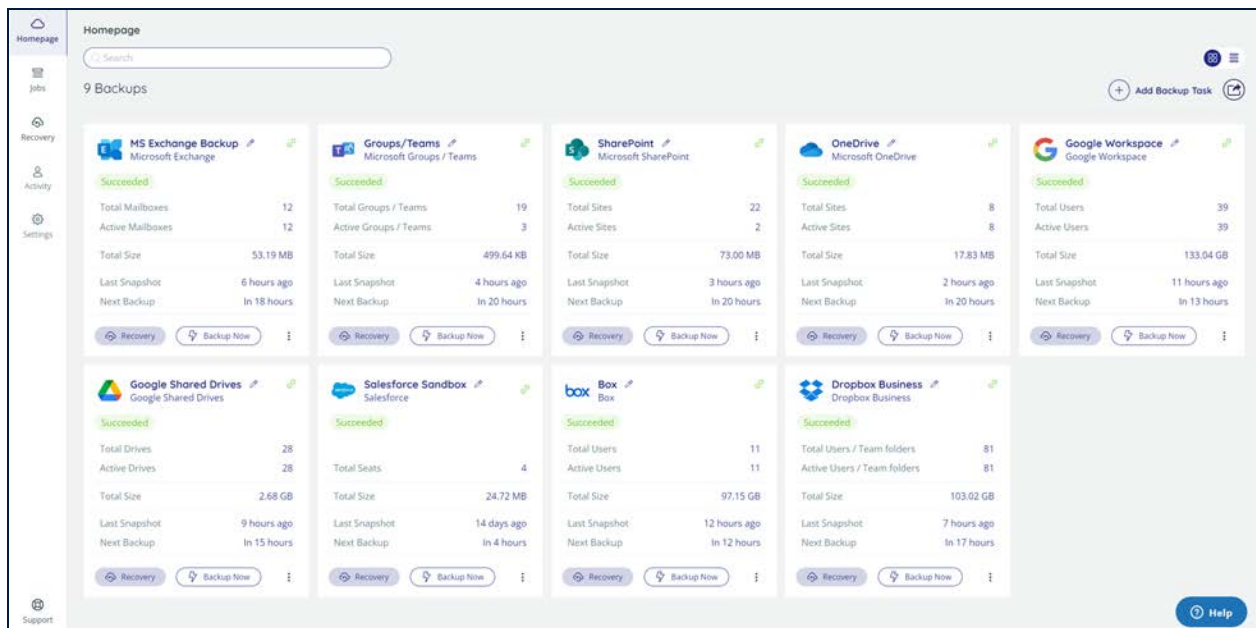 Homepage
Jobs
Recovery
Activity
Settings
Support
Homepage
Search
9 Backups
Add Backup Task
MS Exchange Backup
Microsoft Exchange
Succeeded
Total Mailboxes 12
Active Mailboxes 12
Total Size 53.19 MB
Last Snapshot 6 hours ago
Next Backup In 18 hours
Recovery Backup Now
Groups/Teams
Microsoft Groups / Teams
Succeeded
Total Groups / Teams 19
Active Groups / Teams 3
Total Size 499.64 KB
Last Snapshot 4 hours ago
Next Backup In 20 hours
Recovery Backup Now
SharePoint
Microsoft SharePoint
Succeeded
Total Sites 22
Active Sites 2
Total Size 73.00 MB
Last Snapshot 3 hours ago
Next Backup In 20 hours
Recovery Backup Now
OneDrive
Microsoft OneDrive
Succeeded
Total Sites 8
Active Sites 8
Total Size 17.83 MB
Last Snapshot 2 hours ago
Next Backup In 20 hours
Recovery Backup Now
Google Workspace
Google Workspace
Succeeded
Total Users 39
Active Users 39
Total Size 133.04 GB
Last Snapshot 11 hours ago
Next Backup In 13 hours
Recovery Backup Now
Google Shared Drives
Google Shared Drives
Succeeded
Total Drives 28
Active Drives 28
Total Size 2.68 GB
Last Snapshot 9 hours ago
Next Backup In 15 hours
Recovery Backup Now
Salesforce Sandbox
Salesforce
Succeeded
Total Seats 4
Total Size 24.72 MB
Last Snapshot 14 days ago
Next Backup In 4 hours
Recovery Backup Now
box
Box
Box
Succeeded
Total Users 11
Active Users 11
Total Size 97.15 GB
Last Snapshot 12 hours ago
Next Backup In 12 hours
Recovery Backup Now
Dropbox Business
Dropbox Business
Succeeded
Total Users / Team folders 81
Active Users / Team folders 81
Total Size 103.02 GB
Last Snapshot 7 hours ago
Next Backup In 17 hours
Recovery Backup Now
Help